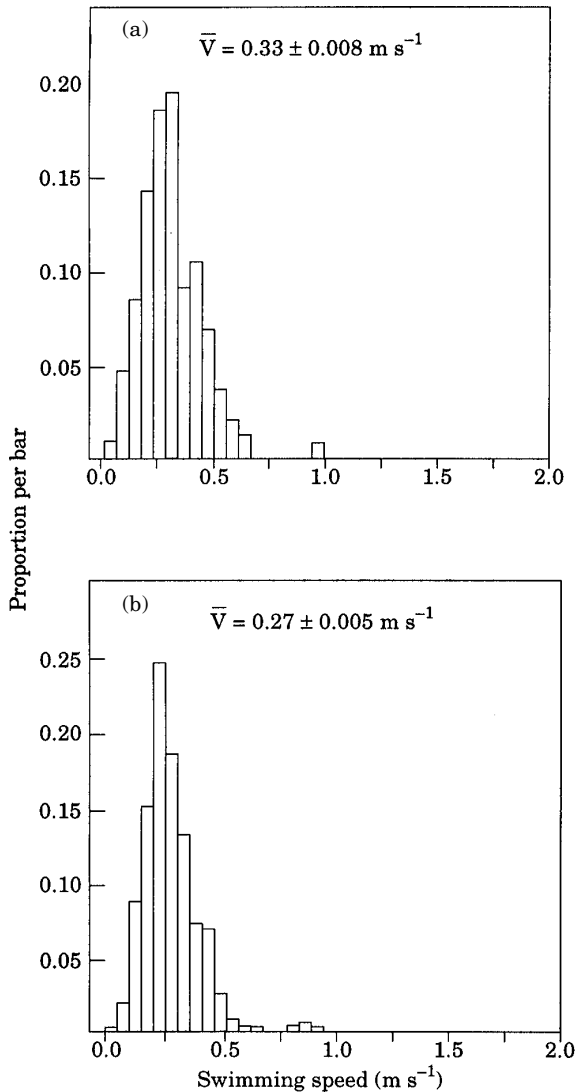 (a)
V̅ = 0.33 ± 0.008 m s⁻¹
0.20
0.15
0.10
0.05
0.0 0.5 1.0 1.5 2.0
Proportion per bar
(b)
V̅ = 0.27 ± 0.005 m s⁻¹
0.25
0.20
0.15
0.10
0.05
0.0 0.5 1.0 1.5 2.0
Swimming speed (m s⁻¹)